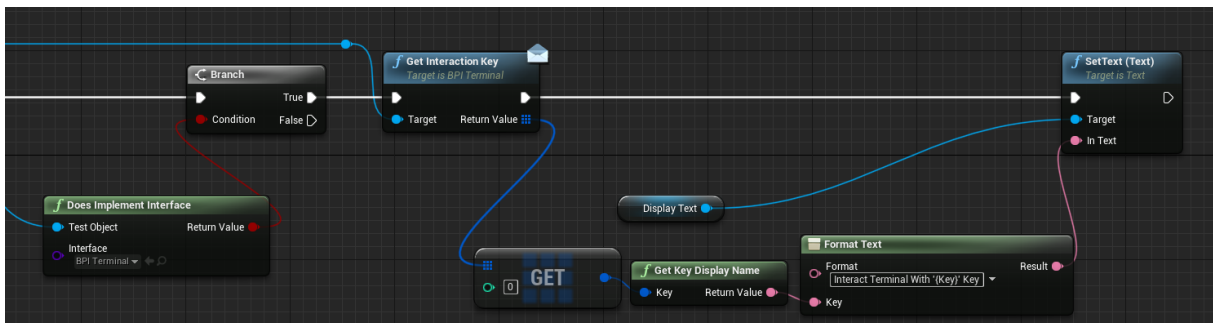 Branch
True
Condition
False
Get Interaction Key
Target is BPI Terminal
Target
Return Value
SetText (Text)
Target is Text
Target
In Text
Does Implement Interface
Test Object
Return Value
Interface
BPI Terminal
Display Text
0
GET
Get Key Display Name
Key
Return Value
Format Text
Format
Result
Interact Terminal With '{Key}' Key
Key